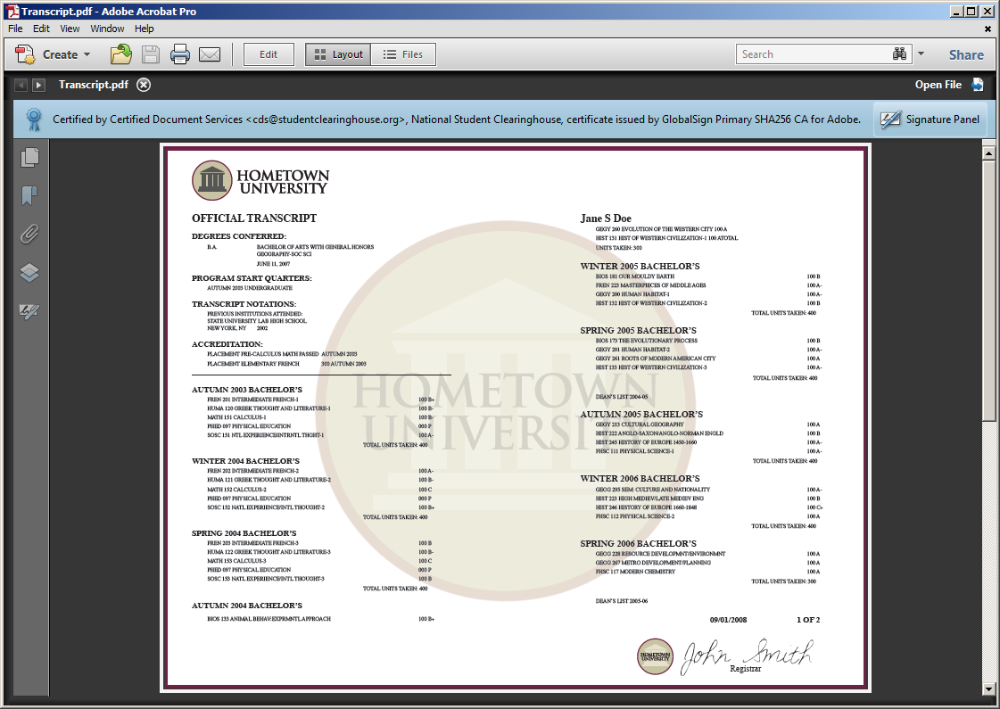 Transcript.pdf - Adobe Acrobat Pro
File Edit View Window Help
Create Edit Layout Files Search Share
Transcript.pdf Open File
Certified by Certified Document Services <cds@studentclearinghouse.org>, National Student Clearinghouse, certificate issued by GlobalSign Primary SHA256 CA for Adobe. Signature Panel
HOMETOWN
UNIVERSITY
OFFICIAL TRANSCRIPT
DEGREES CONFERRED:
B.A. BACHELOR OF ARTS WITH GENERAL HONORS
GEOGRAPHY-SOC SCI
JUNE 11, 2007
PROGRAM START QUARTERS:
AUTUMN 2003 UNDERGRADUATE
TRANSCRIPT NOTATIONS:
PREVIOUS INSTITUTIONS ATTENDED:
STATE UNIVERSITY LAB HIGH SCHOOL
NEW YORK, NY 2002
ACCREDITATION:
PLACEMENT PRE-CALCULUS MATH PASSED AUTUMN 2003
PLACEMENT ELEMENTARY FRENCH 300 AUTUMN 2003
AUTUMN 2003 BACHELOR'S
FREN 201 INTERMEDIATE FRENCH-1 100 B+
HUMA 120 GREEK THOUGHT AND LITERATURE-1 100 B-
MATH 151 CALCULUS-1 100 B-
PHED 097 PHYSICAL EDUCATION 000 P
SOSC 151 NTL EXPERIENCE/INTRNTL THGHT-1 100 A-
TOTAL UNITS TAKEN: 400
WINTER 2004 BACHELOR'S
FREN 202 INTERMEDIATE FRENCH-2 100 A-
HUMA 121 GREEK THOUGHT AND LITERATURE-2 100 B-
MATH 152 CALCULUS-2 100 C
PHED 097 PHYSICAL EDUCATION 000 P
SOSC 152 NATL EXPERIENCE/INTL THOUGHT-2 100 B+
TOTAL UNITS TAKEN: 400
SPRING 2004 BACHELOR'S
FREN 203 INTERMEDIATE FRENCH-3 100 B
HUMA 122 GREEK THOUGHT AND LITERATURE-3 100 B-
MATH 153 CALCULUS-3 100 C
PHED 097 PHYSICAL EDUCATION 000 P
SOSC 153 NATL EXPERIENCE/INTL THOUGHT-3 100 B
TOTAL UNITS TAKEN: 400
AUTUMN 2004 BACHELOR'S
BIOS 133 ANIMAL BEHAV:EXPRMNTL APPROACH 100 B+
Jane S Doe
GEGY 260 EVOLUTION OF THE WESTERN CITY 100 A
HIST 131 HIST OF WESTERN CIVILIZATION-1 100 ATOTAL
UNITS TAKEN: 300
WINTER 2005 BACHELOR'S
BIOS 181 OUR MOULDY EARTH 100 B
FREN 223 MASTERPIECES OF MIDDLE AGES 100 A-
GEGY 200 HUMAN HABITAT-1 100 A-
HIST 132 HIST OF WESTERN CIVILIZATION-2 100 B
TOTAL UNITS TAKEN: 400
SPRING 2005 BACHELOR'S
BIOS 173 THE EVOLUTIONARY PROCESS 100 B
GEGY 201 HUMAN HABITAT-2 100 A-
GEGY 261 ROOTS OF MODERN AMERICAN CITY 100 A
HIST 133 HIST OF WESTERN CIVILIZATION-3 100 A-
TOTAL UNITS TAKEN: 400
DEAN'S LIST 2004-05
AUTUMN 2005 BACHELOR'S
GEGY 213 CULTURAL GEOGRAPHY 100 A
HIST 222 ANGLO-SAXON/ANGLO-NORMAN ENGLD 100 B
HIST 245 HISTORY OF EUROPE 1450-1660 100 A-
PHSC 111 PHYSICAL SCIENCE-1 100 A-
TOTAL UNITS TAKEN: 400
WINTER 2006 BACHELOR'S
GEOG 295 SEM: CULTURE AND NATIONALITY 100 A-
HIST 223 HIGH MEDIEV/LATE MEDIEV ENG 100 B
HIST 246 HISTORY OF EUROPE 1660-1848 100 C+
PHSC 112 PHYSICAL SCIENCE-2 100 A
TOTAL UNITS TAKEN: 400
SPRING 2006 BACHELOR'S
GEOG 228 RESOURCE DEVELOPMNT/ENVIRONMNT 100 A
GEOG 267 METRO DEVELOPMENT/PLANNING 100 A
PHSC 117 MODERN CHEMISTRY 100 A
TOTAL UNITS TAKEN: 300
DEAN'S LIST 2005-06
09/01/2008 1 OF 2
HOMETOWN
UNIVERSITY
John Smith
Registrar
HOMETOWN
UNIVERSITY